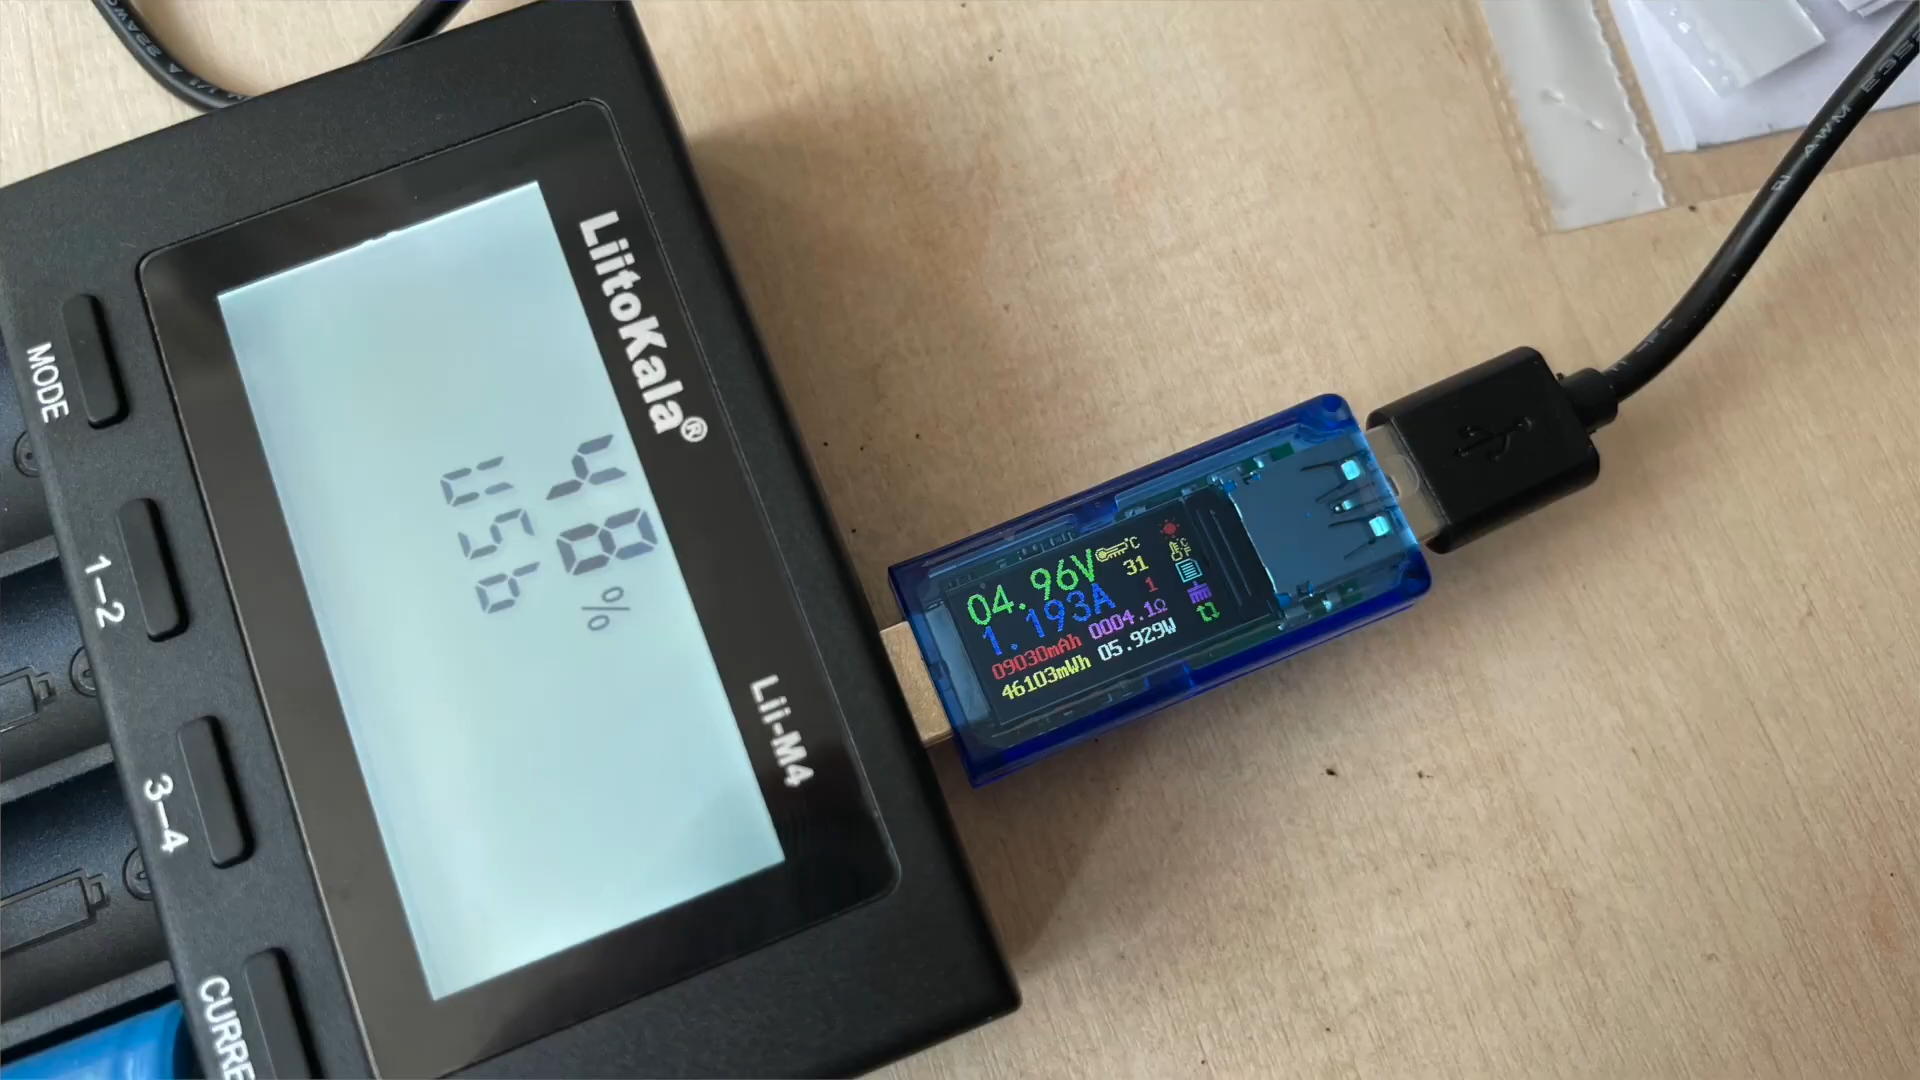 LiitoKala®
Lii-M4
USb
48
%
MODE
1—2
3—4
CURRE
04.96V
°C
31
1.193A
1
09030mAh
0004.1Ω
46103mWh
05.929W
AWM